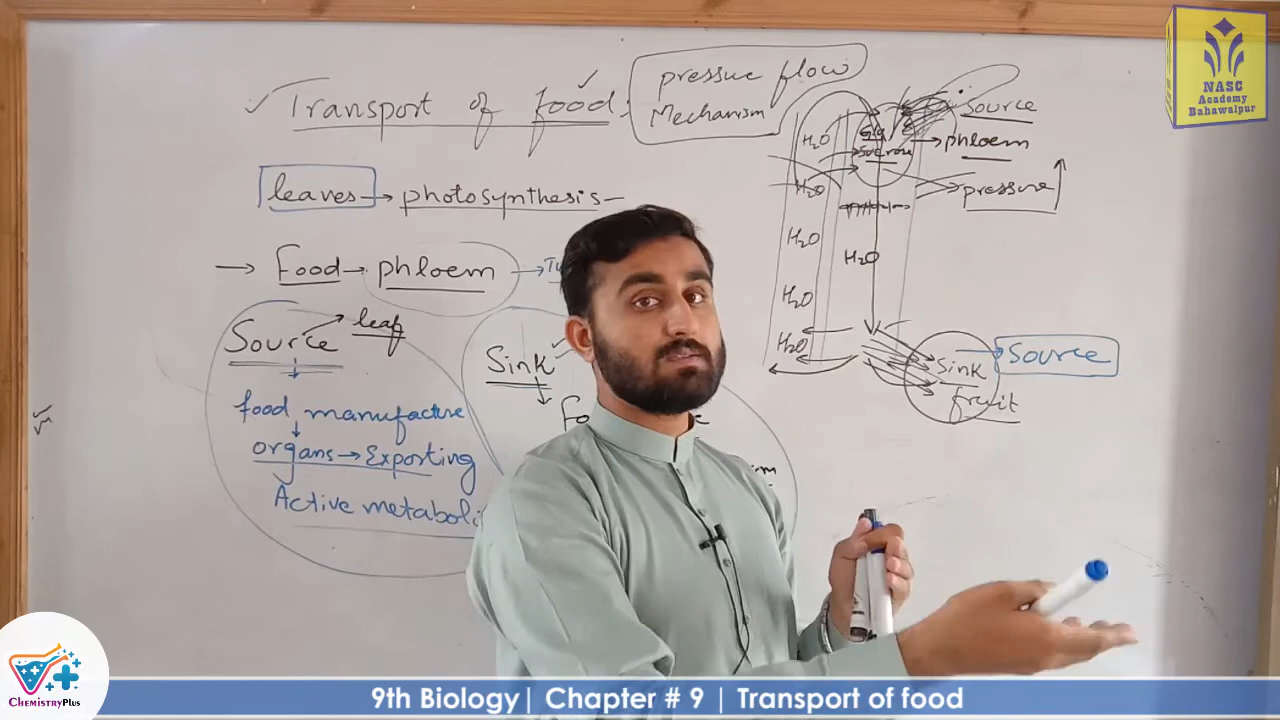 Transport of food:
pressure flow
Mechanism
leaves → photosynthesis
→ Food → phloem →
Source
leaf
food manufacture
organs → Exporting
Active metaboli
Sink
Source
sucrose
→ phloem
→ pressure
H₂O
H₂O
H₂O
H₂O
H₂O
H₂O
Sink
Source
fruit
NASC
Academy
Bahawalpur
ChemistryPlus
9th Biology| Chapter # 9 | Transport of food